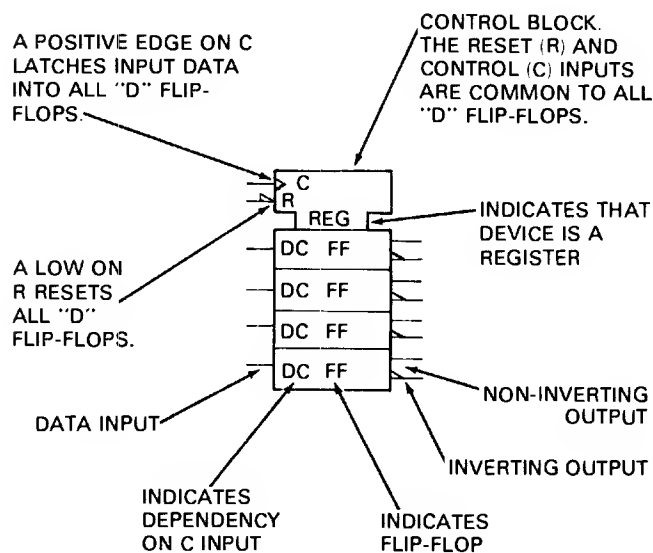 A POSITIVE EDGE ON C
LATCHES INPUT DATA
INTO ALL "D" FLIP-
FLOPS.
CONTROL BLOCK.
THE RESET (R) AND
CONTROL (C) INPUTS
ARE COMMON TO ALL
"D" FLIP-FLOPS.
C
R
REG
INDICATES THAT
DEVICE IS A
REGISTER
A LOW ON
R RESETS
ALL "D"
FLIP-FLOPS.
DC FF
DC FF
DC FF
DC FF
DATA INPUT
NON-INVERTING
OUTPUT
INVERTING OUTPUT
INDICATES
DEPENDENCY
ON C INPUT
INDICATES
FLIP-FLOP